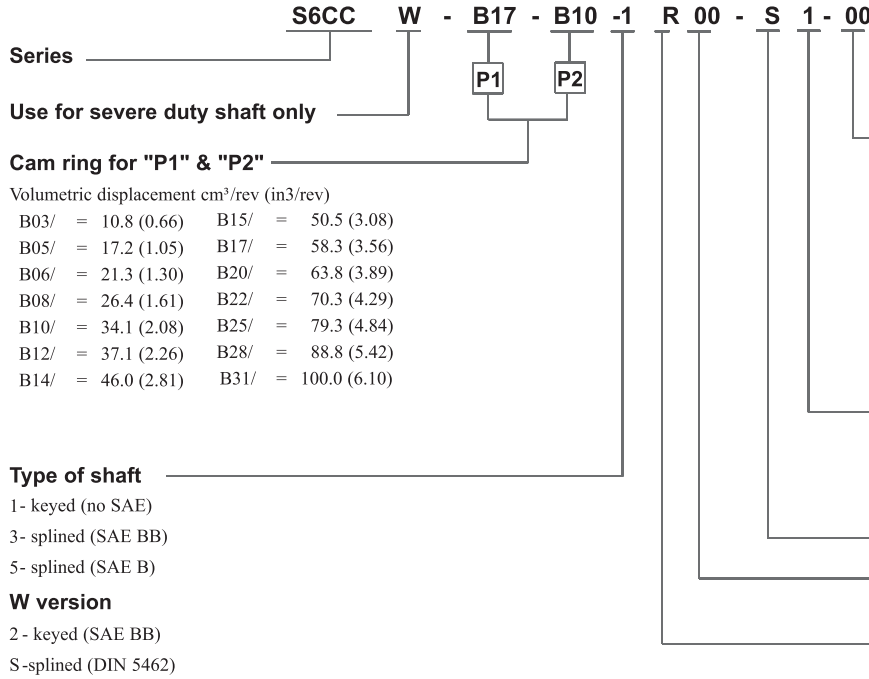 S6CC W - B17 - B10 -1 R 00 - S 1 - 00
Series
P1 P2
Use for severe duty shaft only
Cam ring for "P1" & "P2"
Volumetric displacement cm³/rev (in3/rev)
B03/ = 10.8 (0.66) B15/ = 50.5 (3.08)
B05/ = 17.2 (1.05) B17/ = 58.3 (3.56)
B06/ = 21.3 (1.30) B20/ = 63.8 (3.89)
B08/ = 26.4 (1.61) B22/ = 70.3 (4.29)
B10/ = 34.1 (2.08) B25/ = 79.3 (4.84)
B12/ = 37.1 (2.26) B28/ = 88.8 (5.42)
B14/ = 46.0 (2.81) B31/ = 100.0 (6.10)
Type of shaft
1- keyed (no SAE)
3- splined (SAE BB)
5- splined (SAE B)
W version
2 - keyed (SAE BB)
S -splined (DIN 5462)